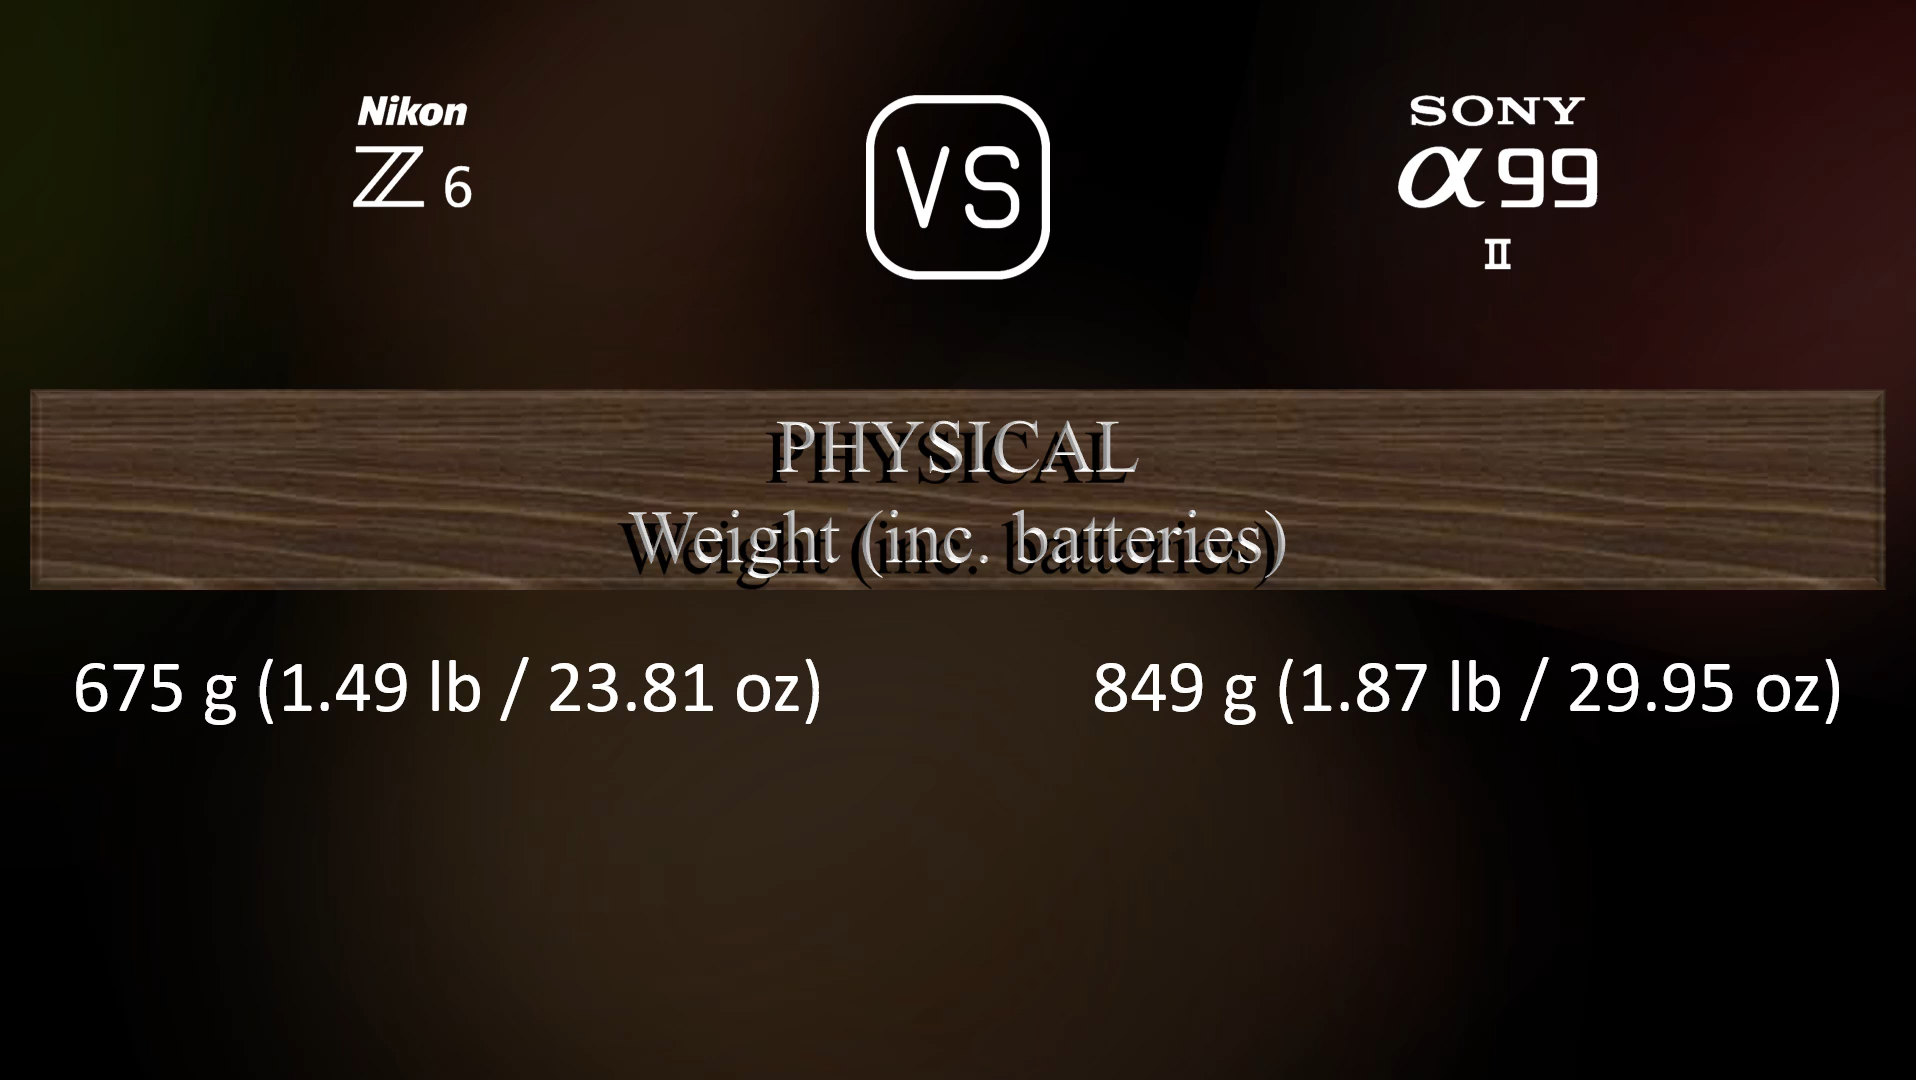 Nikon
Z 6
VS
SONY
α99
II
PHYSICAL
Weight (inc. batteries)
675 g (1.49 lb / 23.81 oz)
849 g (1.87 lb / 29.95 oz)